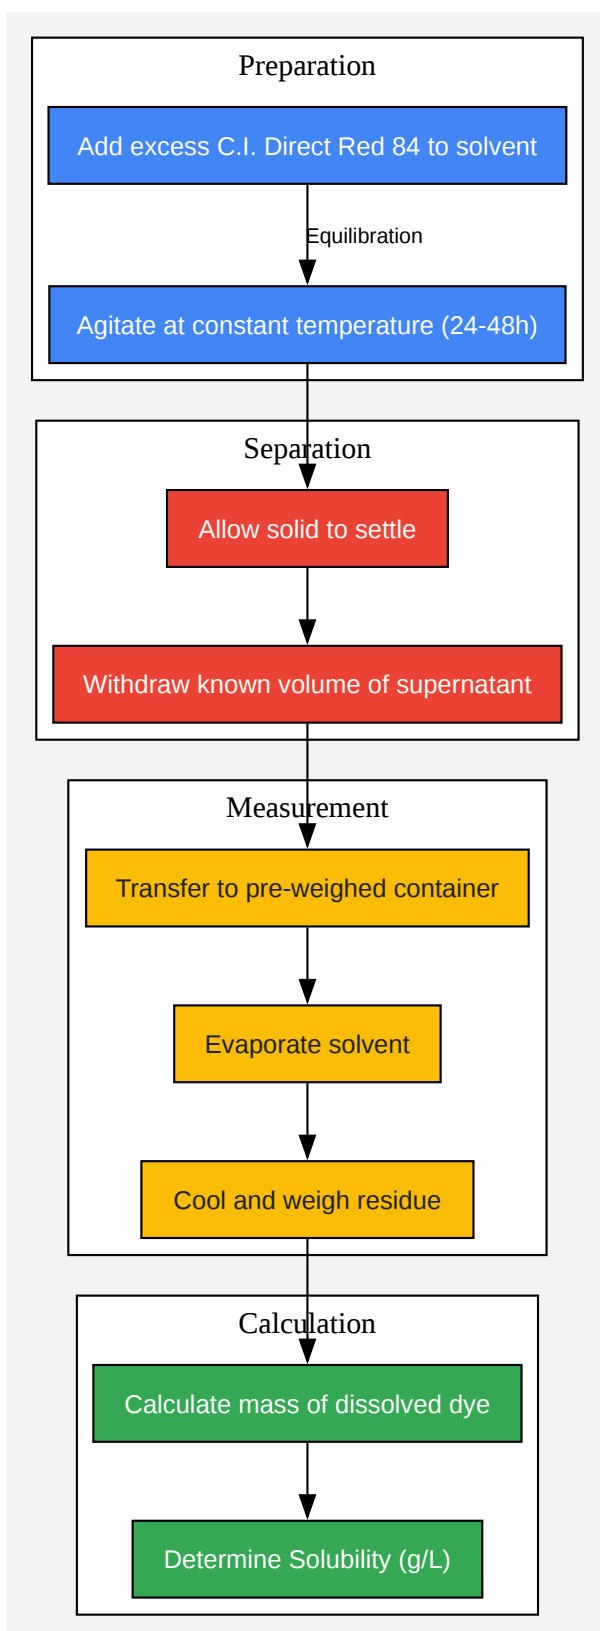 Preparation
Add excess C.I. Direct Red 84 to solvent
Equilibration
Agitate at constant temperature (24-48h)
Separation
Allow solid to settle
Withdraw known volume of supernatant
Measurement
Transfer to pre-weighed container
Evaporate solvent
Cool and weigh residue
Calculation
Calculate mass of dissolved dye
Determine Solubility (g/L)